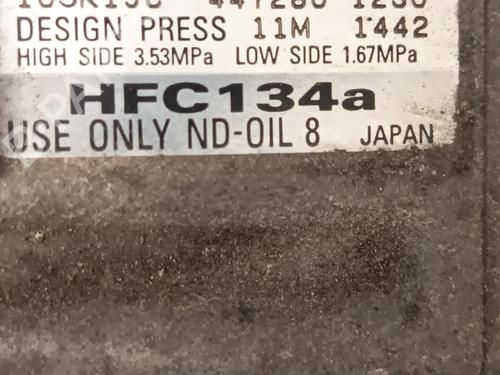 DESIGN PRESS 11M 1442
HIGH SIDE 3.53MPa LOW SIDE 1.67MPa
HFC134a
USE ONLY ND-OIL 8 JAPAN